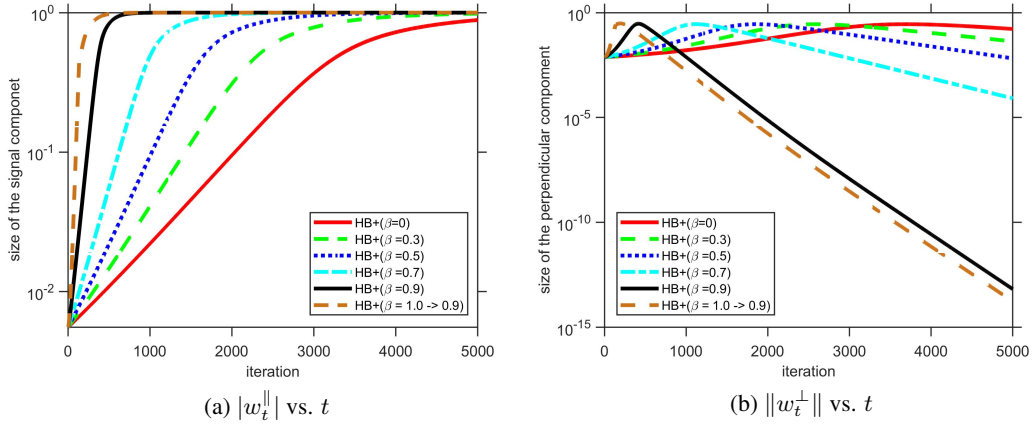 size of the signal componet
10^0
10^-1
10^-2
HB+(β=0)
HB+(β=0.3)
HB+(β=0.5)
HB+(β=0.7)
HB+(β=0.9)
HB+(β = 1.0 -> 0.9)
0 1000 2000 3000 4000 5000
iteration
(a) |w_t^∥| vs. t
size of the perpendicular compoment
10^0
10^-5
10^-10
10^-15
HB+(β=0)
HB+(β=0.3)
HB+(β=0.5)
HB+(β=0.7)
HB+(β=0.9)
HB+(β = 1.0 -> 0.9)
0 1000 2000 3000 4000 5000
iteration
(b) ‖w_t^⊥‖ vs. t